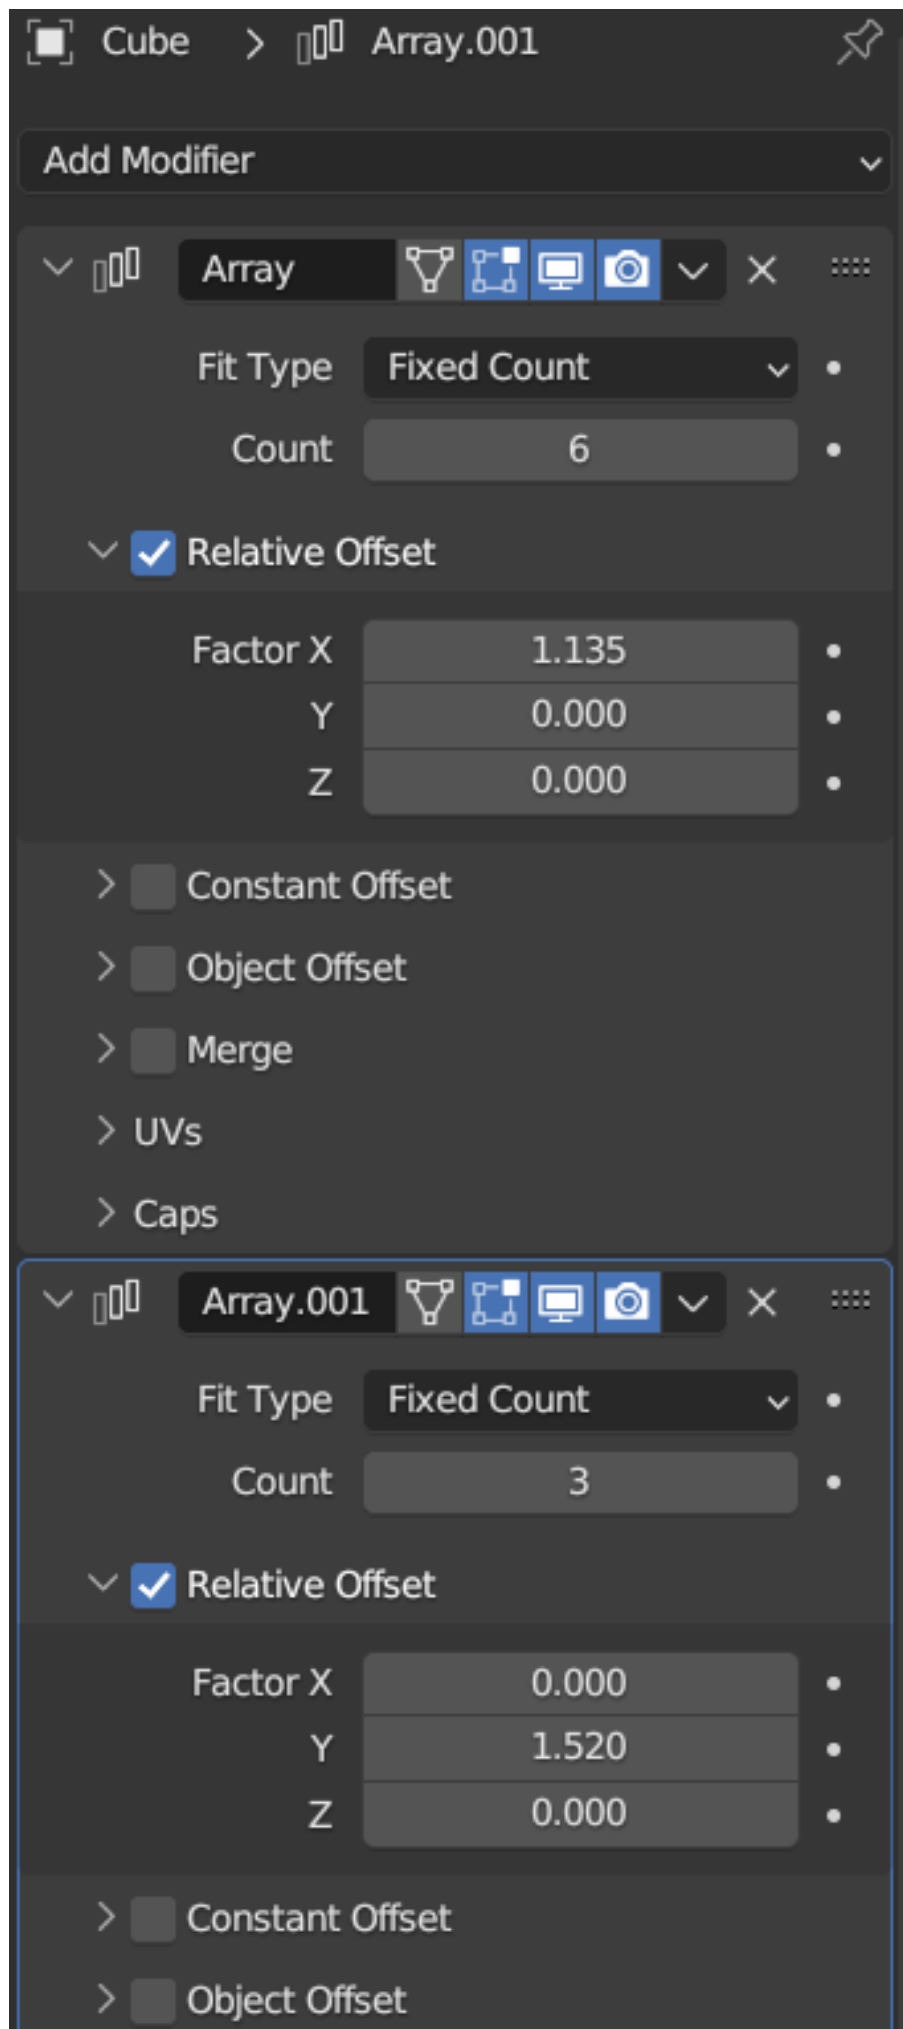 Cube > Array.001
Add Modifier
Array
Fit Type Fixed Count
Count 6
Relative Offset
Factor X 1.135
Y 0.000
Z 0.000
Constant Offset
Object Offset
Merge
UVs
Caps
Array.001
Fit Type Fixed Count
Count 3
Relative Offset
Factor X 0.000
Y 1.520
Z 0.000
Constant Offset
Object Offset